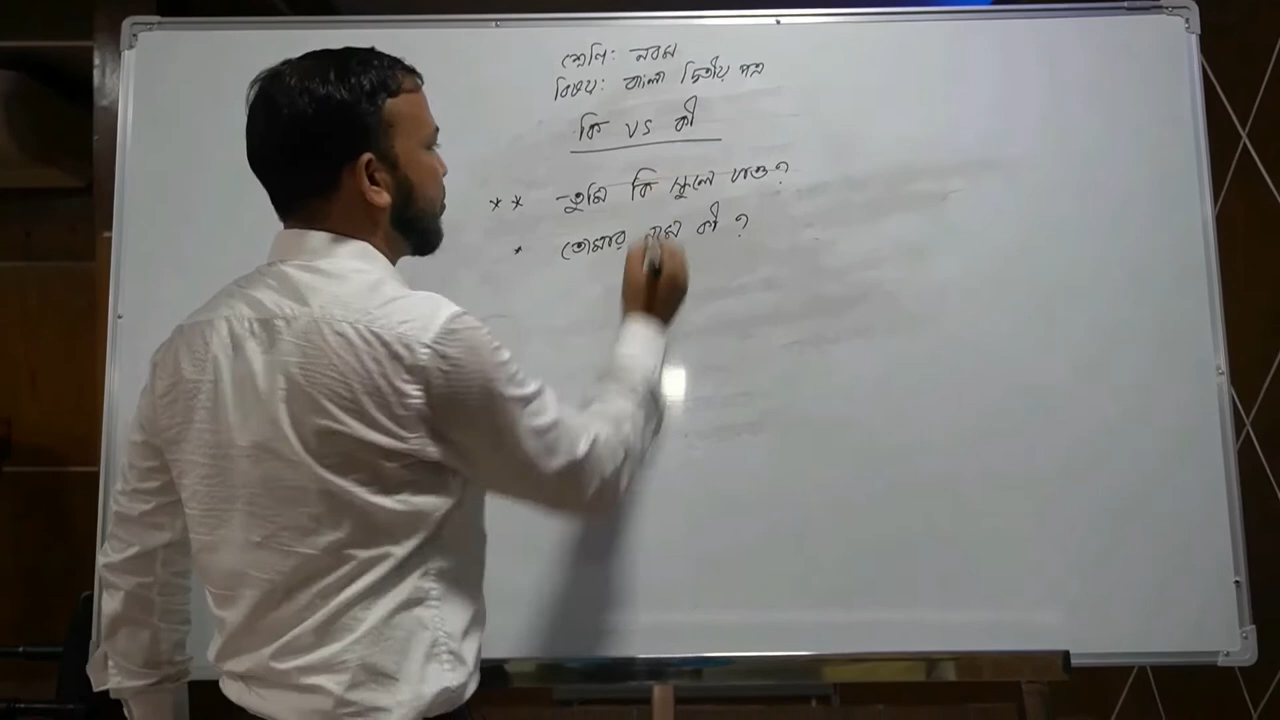 শ্রেণি: নবম
বিষয়: বাংলা দ্বিতীয় পত্র
কি vs কী
** তুমি কি স্কুলে যাও?
* তোমার নাম কী ?